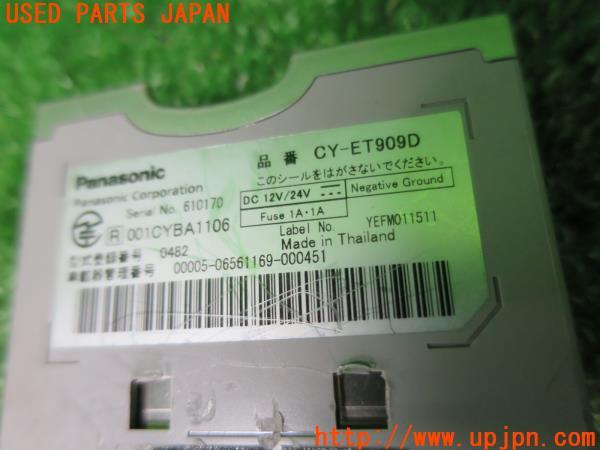 USED PARTS JAPAN
Panasonic
Panasonic Corporation
Serial No. 610170
R 001CYBA1106
型式登録番号 0482
車載器管理番号 00005-06561169-000451
品番 CY-ET909D
このシールをはがさないでください。
DC 12V/24V Negative Ground
Fuse 1A・1A
Label No. YEFM011511
Made in Thailand
https://www.upjpn.com